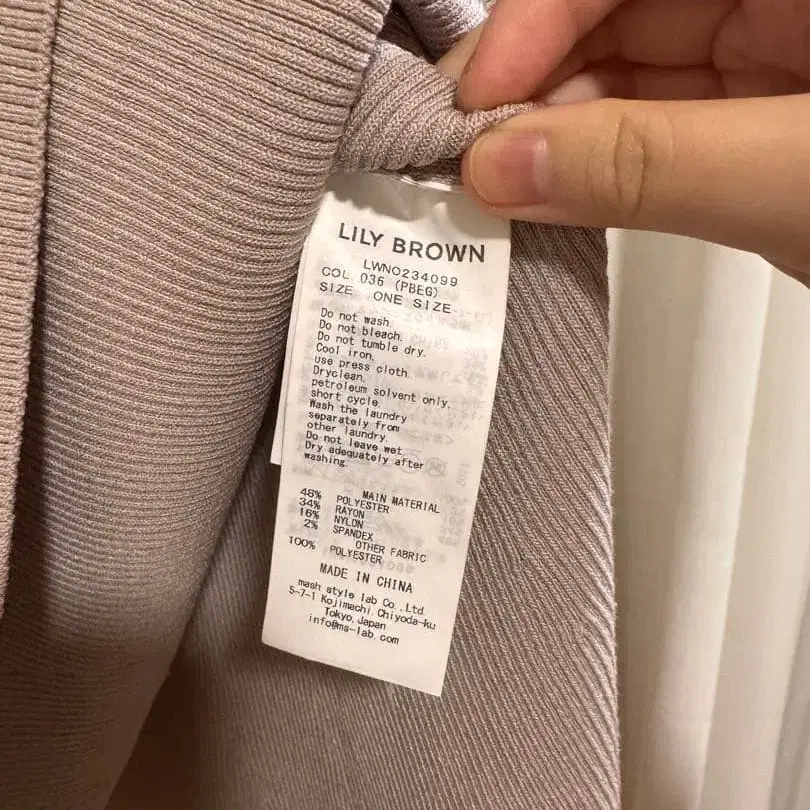 LILY BROWN
LWNO234099
COL 036 (PBEG)
SIZE ONE SIZE
Do not wash.
Do not bleach.
Do not tumble dry.
Cool iron.
use press cloth.
Dryclean,
petroleum solvent only,
short cycle.
Wash the laundry
separately from
other laundry.
Do not leave wet.
Dry adequately after
washing.
MAIN MATERIAL
48% POLYESTER
34% RAYON
16% NYLON
2% SPANDEX
OTHER FABRIC
100% POLYESTER
MADE IN CHINA
mash style lab Co.,Ltd
5-7-1 Kojimachi,Chiyoda-ku
Tokyo,Japan
info@ms-lab.com